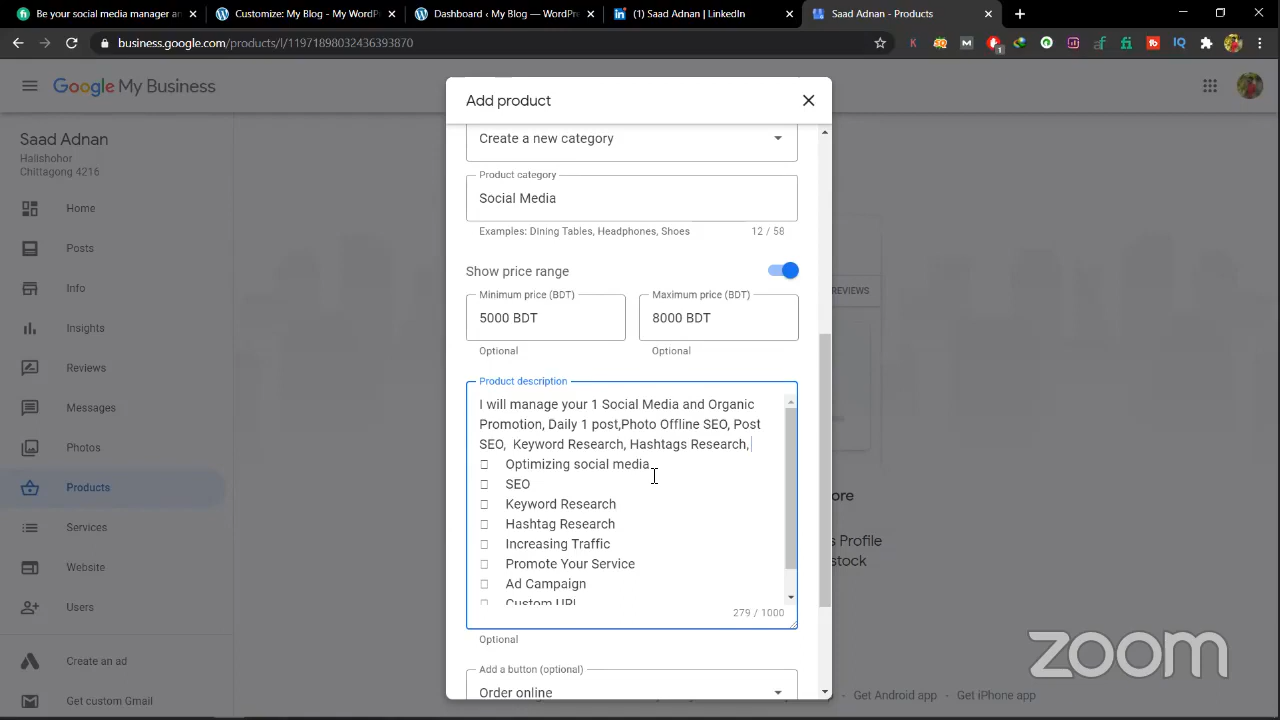 Be your social media manager an
Customize: My Blog - My WordP
Dashboard ‹ My Blog — WordPre
(1) Saad Adnan | LinkedIn
Saad Adnan - Products
business.google.com/products/l/11971898032436393870
Google My Business
Saad Adnan
Halishohor
Chittagong 4216
Home
Posts
Info
Insights
Reviews
Messages
Photos
Products
Services
Website
Users
Create an ad
Get custom Gmail
Add product
Create a new category
Product category
Social Media
Examples: Dining Tables, Headphones, Shoes 12 / 58
Show price range
Minimum price (BDT) Maximum price (BDT)
5000 BDT 8000 BDT
Optional Optional
Product description
I will manage your 1 Social Media and Organic
Promotion, Daily 1 post,Photo Offline SEO, Post
SEO, Keyword Research, Hashtags Research,
Optimizing social media
SEO
Keyword Research
Hashtag Research
Increasing Traffic
Promote Your Service
Ad Campaign
Custom URL
279 / 1000
Optional
Add a button (optional)
Order online
REVIEWS
ore
s Profile
stock
Get Android app - Get iPhone app
zoom